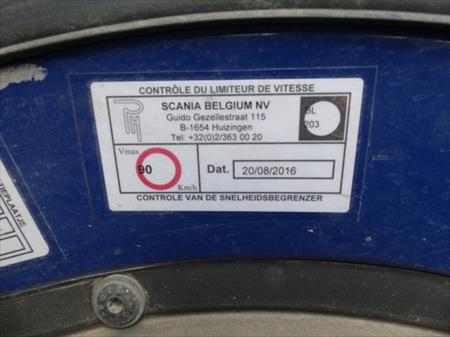 CONTRÔLE DU LIMITEUR DE VITESSE
SCANIA BELGIUM NV
Guido Gezellestraat 115
B-1654 Huizingen
Tel: +32(0)2/363 00 20
BL
203
Vmax
90
Km/h
Dat. 20/08/2016
CONTROLE VAN DE SNELHEIDSBEGRENZER
TIEPLAATJE